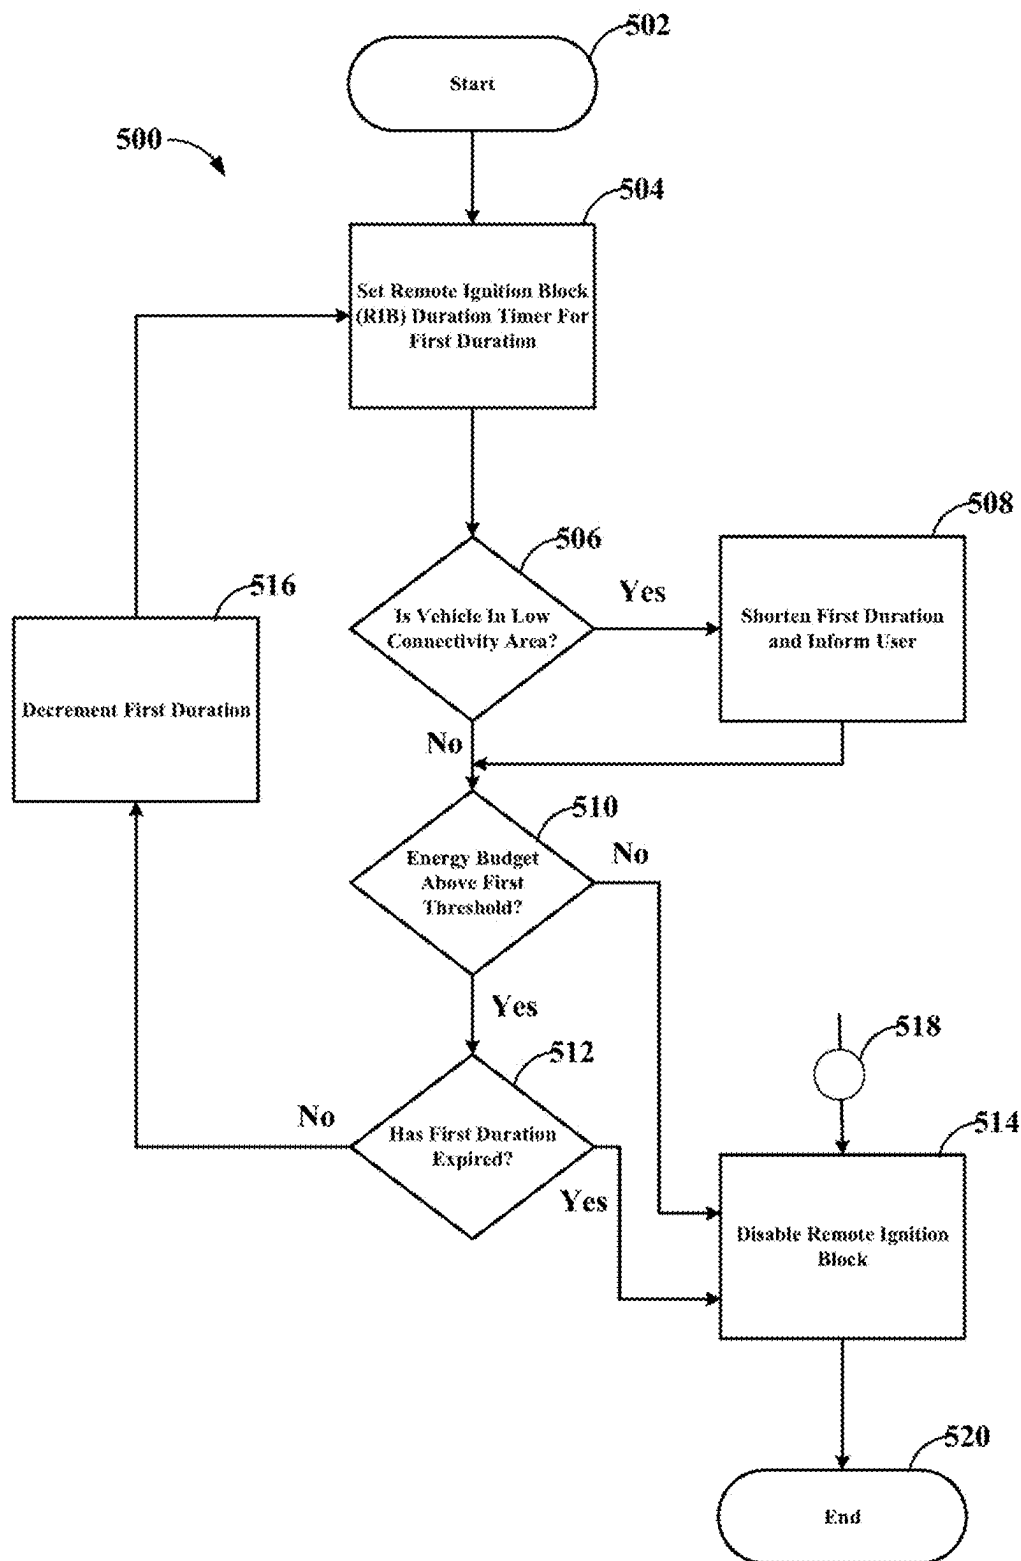 502
Start
500
504
Set Remote Ignition Block
(RIB) Duration Timer For
First Duration
506
508
Is Vehicle In Low
Connectivity Area?
Yes
Shorten First Duration
and Inform User
516
Decrement First Duration
No
510
Energy Budget
Above First
Threshold?
No
Yes
512
518
Has First Duration
Expired?
No
Yes
514
Disable Remote Ignition
Block
520
End